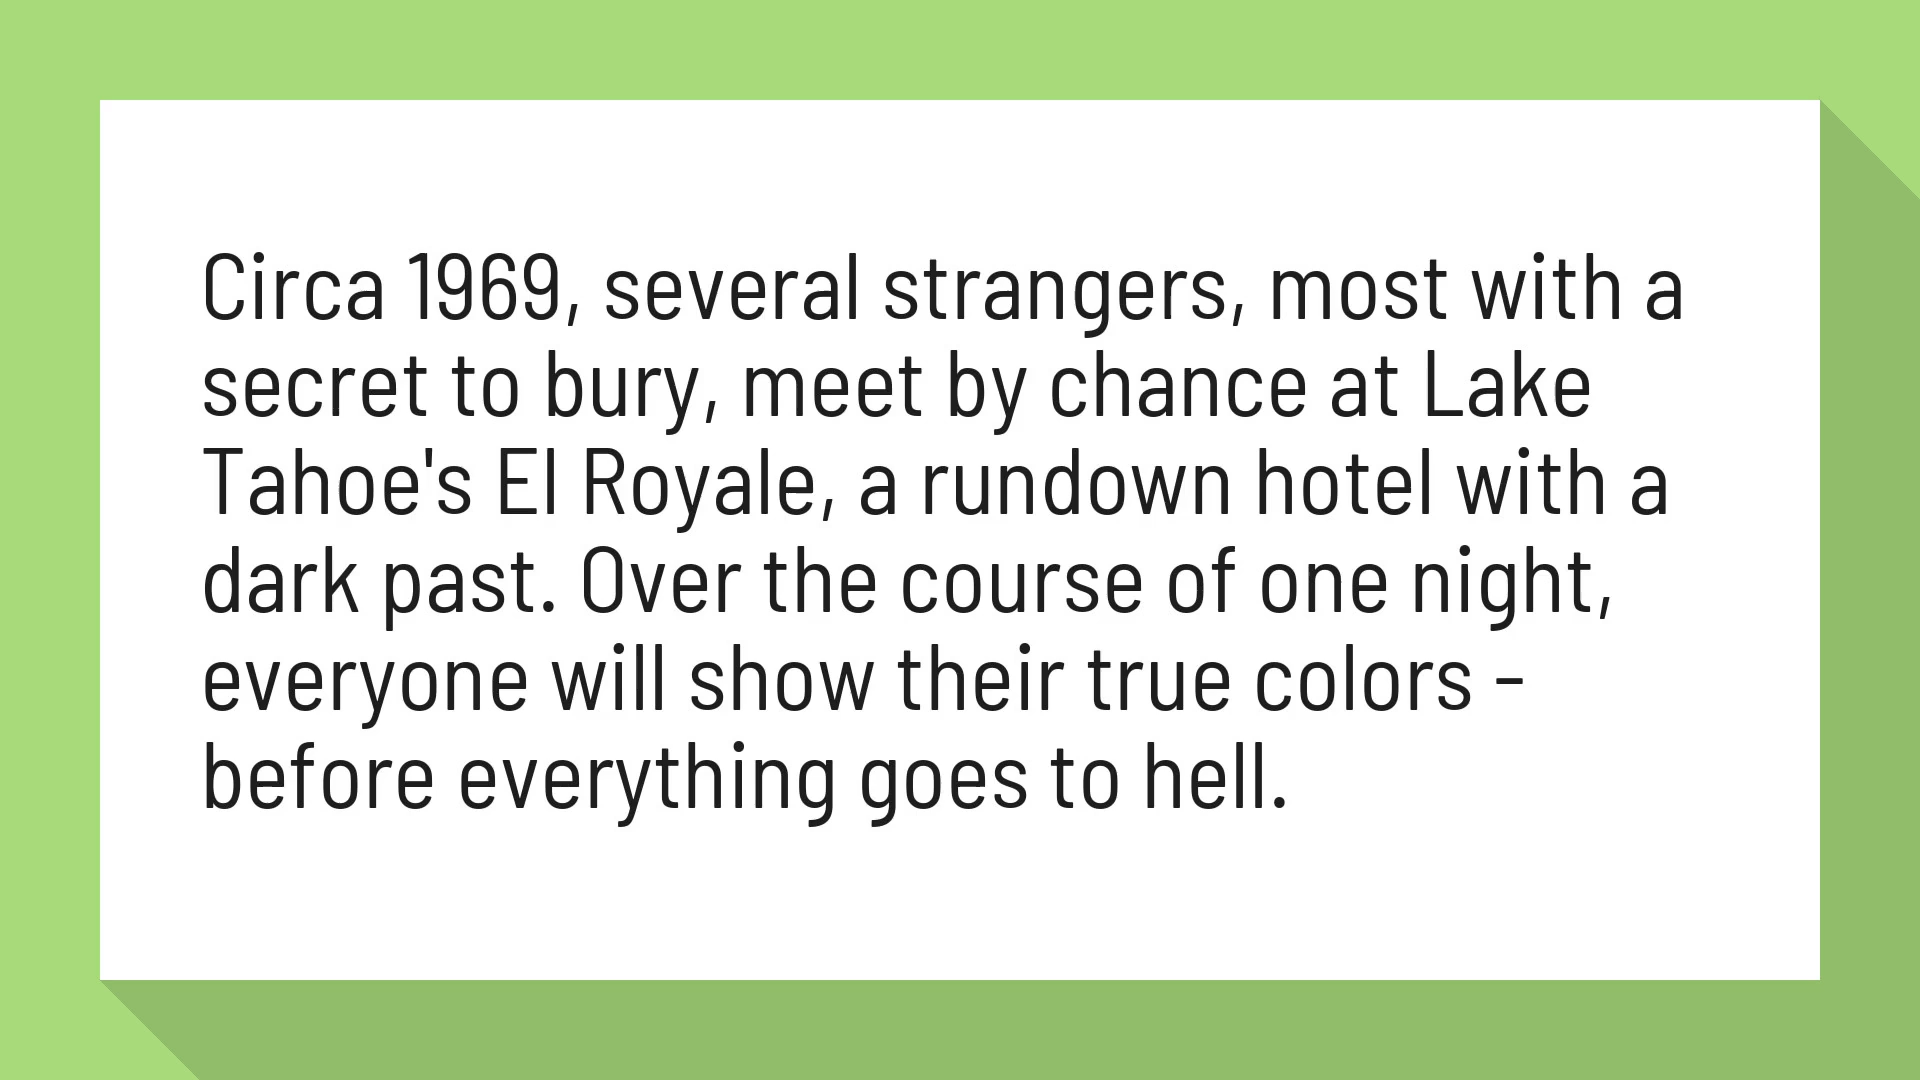 Circa 1969, several strangers, most with a
secret to bury, meet by chance at Lake
Tahoe's El Royale, a rundown hotel with a
dark past. Over the course of one night,
everyone will show their true colors -
before everything goes to hell.